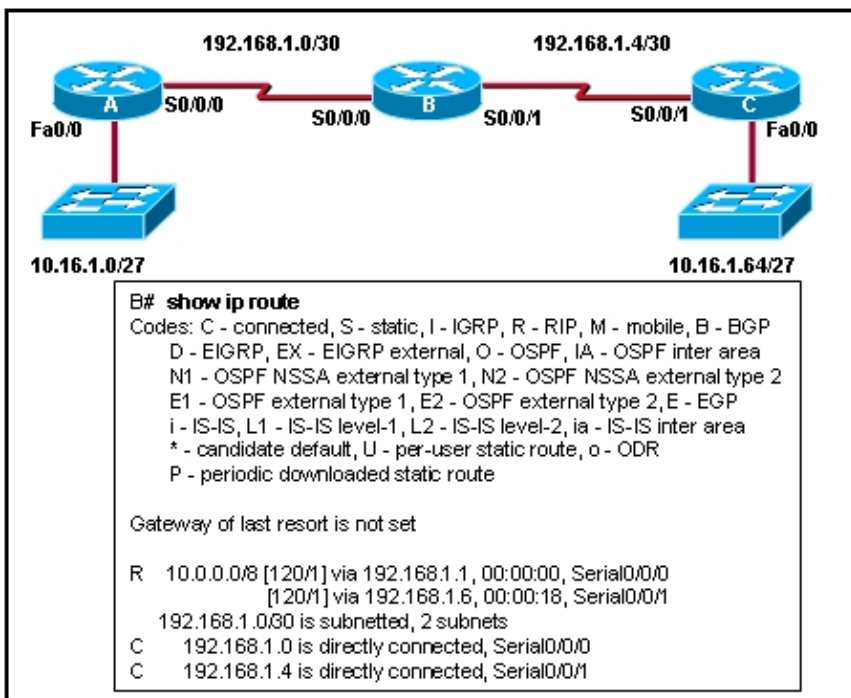 192.168.1.0/30 192.168.1.4/30
A B C
S0/0/0 S0/0/0 S0/0/1 S0/0/1
Fa0/0 Fa0/0
10.16.1.0/27 10.16.1.64/27
B# show ip route
Codes: C - connected, S - static, I - IGRP, R - RIP, M - mobile, B - BGP
D - EIGRP, EX - EIGRP external, O - OSPF, IA - OSPF inter area
N1 - OSPF NSSA external type 1, N2 - OSPF NSSA external type 2
E1 - OSPF external type 1, E2 - OSPF external type 2, E - EGP
i - IS-IS, L1 - IS-IS level-1, L2 - IS-IS level-2, ia - IS-IS inter area
* - candidate default, U - per-user static route, o - ODR
P - periodic downloaded static route
Gateway of last resort is not set
R 10.0.0.0/8 [120/1] via 192.168.1.1, 00:00:00, Serial0/0/0
[120/1] via 192.168.1.6, 00:00:18, Serial0/0/1
192.168.1.0/30 is subnetted, 2 subnets
C 192.168.1.0 is directly connected, Serial0/0/0
C 192.168.1.4 is directly connected, Serial0/0/1